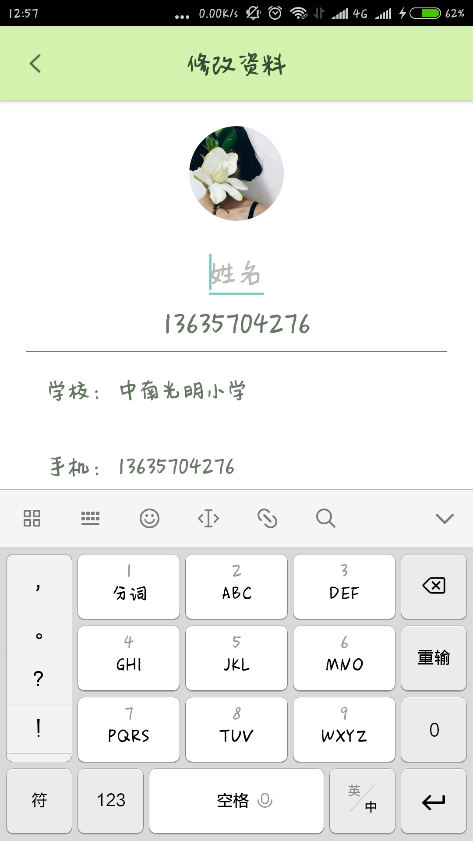 12:57 ... 0.00K/s 4G 62%
修改资料
姓名
13635704276
学校： 中南光明小学
手机： 13635704276
， 1 2 3
分词 ABC DEF
。 4 5 6
GHI JKL MNO 重输
? 7 8 9
! PQRS TUV WXYZ 0
符 123 空格 英/中